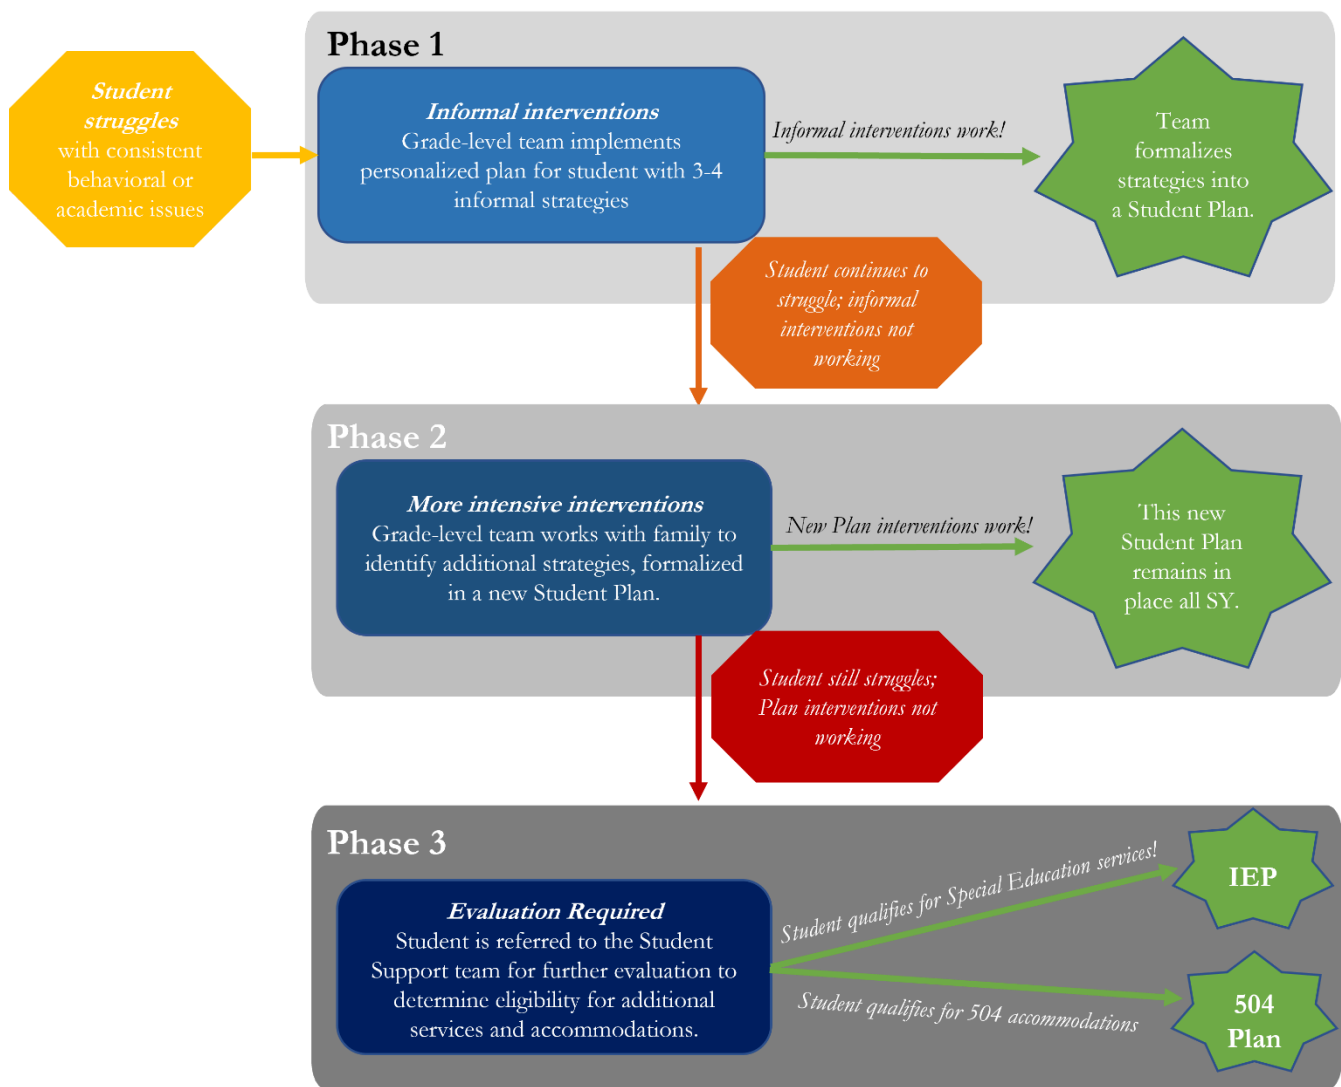 Phase 1
Student
struggles
with consistent
behavioral or
academic issues
Informal interventions
Grade-level team implements
personalized plan for student with 3-4
informal strategies
Informal interventions work!
Team
formalizes
strategies into
a Student Plan.
Student continues to
struggle; informal
interventions not
working
Phase 2
More intensive interventions
Grade-level team works with family to
identify additional strategies, formalized
in a new Student Plan.
New Plan interventions work!
This new
Student Plan
remains in
place all SY.
Student still struggles;
Plan interventions not
working
Phase 3
Evaluation Required
Student is referred to the Student
Support team for further evaluation to
determine eligibility for additional
services and accommodations.
Student qualifies for Special Education services!
IEP
Student qualifies for 504 accommodations
504
Plan